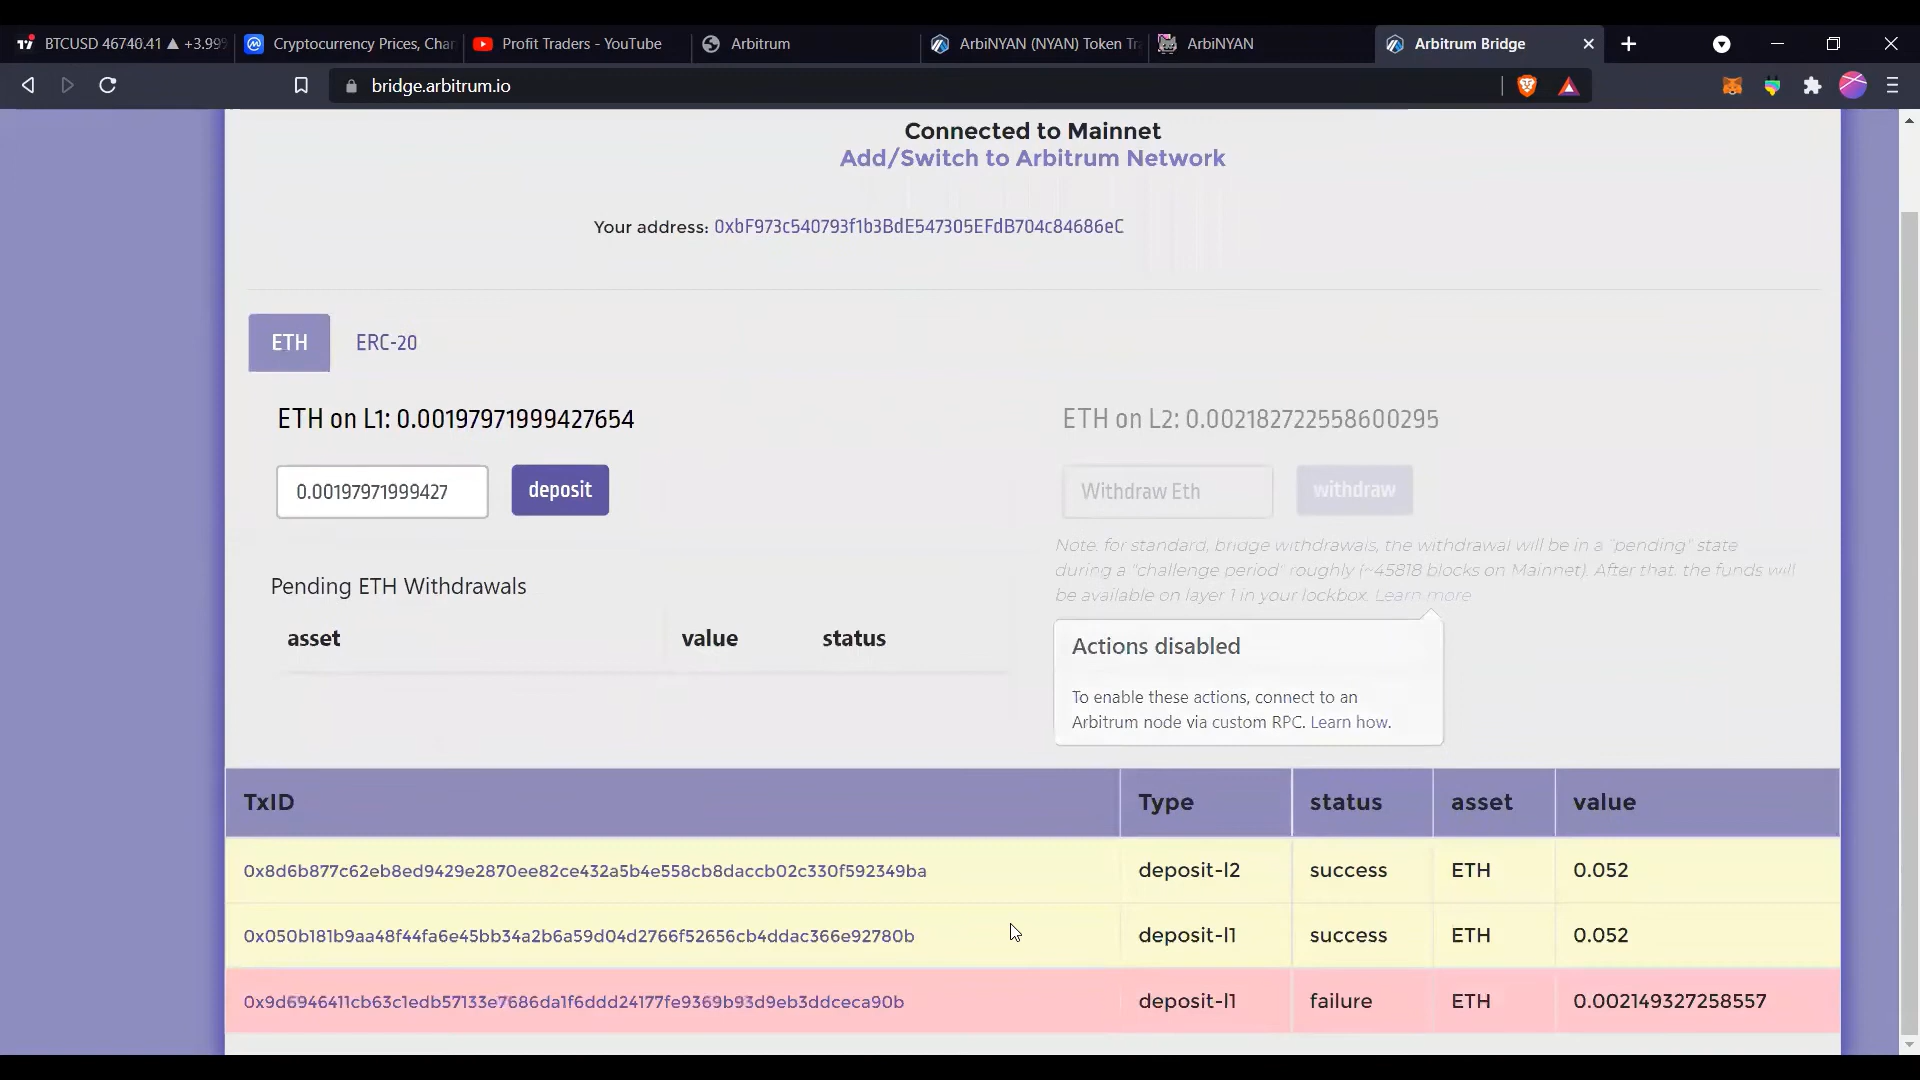 BTCUSD 46740.41 ▲ +3.99%
Cryptocurrency Prices, Char
Profit Traders - YouTube
Arbitrum
ArbiNYAN (NYAN) Token Tr
ArbiNYAN
Arbitrum Bridge
bridge.arbitrum.io
Connected to Mainnet
Add/Switch to Arbitrum Network
Your address: 0xbF973c540793f1b3BdE547305EFdB704c84686eC
ETH
ERC-20
ETH on L1: 0.00197971999427654
ETH on L2: 0.002182722558600295
0.00197971999427
deposit
Withdraw Eth
withdraw
Note: for standard, bridge withdrawals, the withdrawal will be in a "pending" state
during a "challenge period" roughly (~45818 blocks on Mainnet). After that, the funds will
be available on layer 1 in your lockbox. Learn more
Pending ETH Withdrawals
asset value status
Actions disabled
To enable these actions, connect to an
Arbitrum node via custom RPC. Learn how.
TxID Type status asset value
0x8d6b877c62eb8ed9429e2870ee82ce432a5b4e558cb8daccb02c330f592349ba deposit-l2 success ETH 0.052
0x050b181b9aa48f44fa6e45bb34a2b6a59d04d2766f52656cb4ddac366e92780b deposit-l1 success ETH 0.052
0x9d6946411cb63c1edb57133e7686da1f6ddd24177fe9369b93d9eb3ddceca90b deposit-l1 failure ETH 0.002149327258557